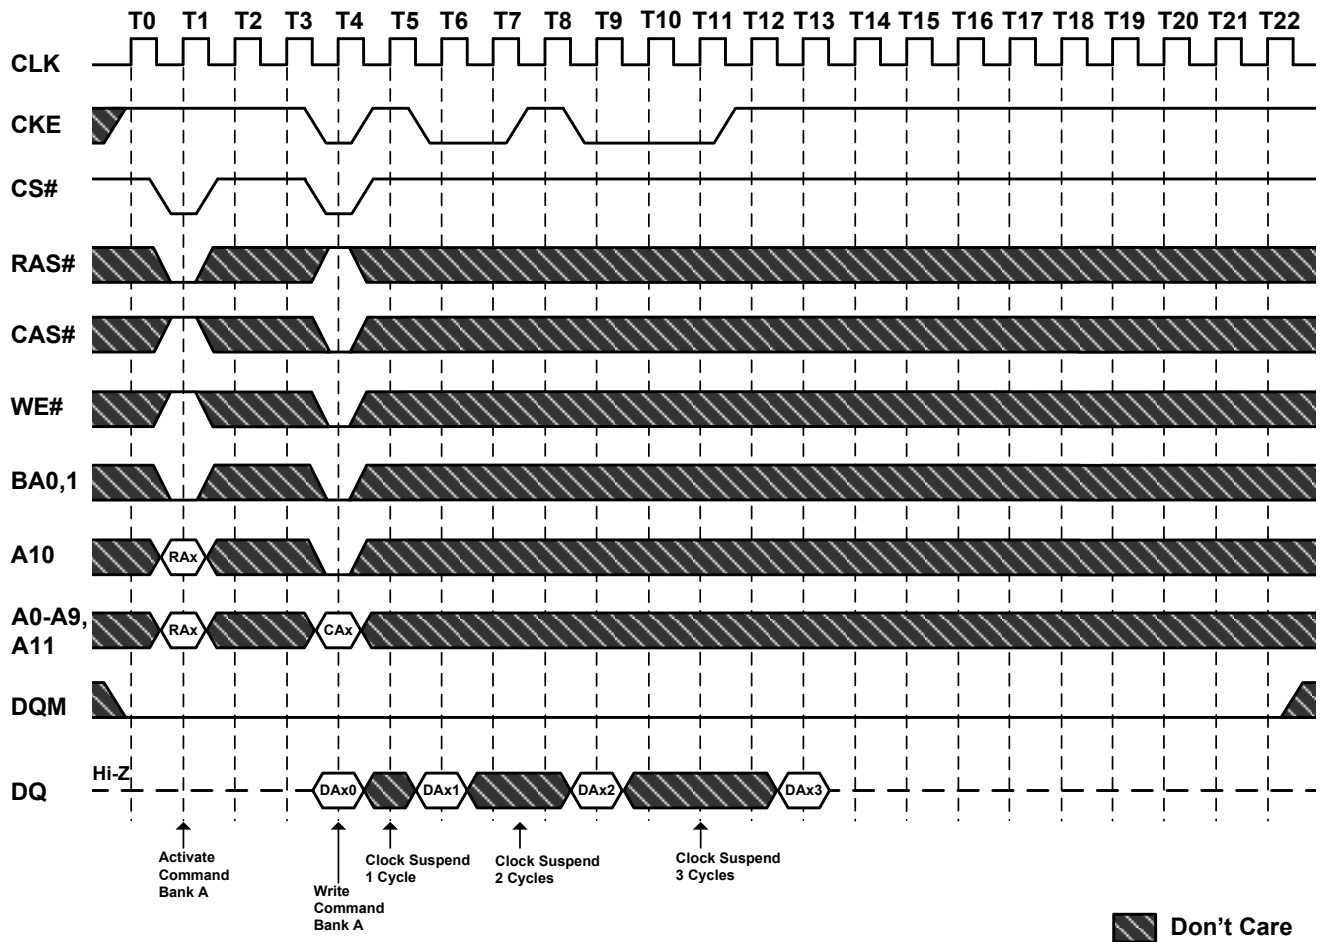 T0 T1 T2 T3 T4 T5 T6 T7 T8 T9 T10 T11 T12 T13 T14 T15 T16 T17 T18 T19 T20 T21 T22
CLK
CKE
CS#
RAS#
CAS#
WE#
BA0,1
A10
RAx
A0-A9,
A11
RAx CAx
DQM
Hi-Z
DQ
DAx0 DAx1 DAx2 DAx3
Activate
Command
Bank A
Write
Command
Bank A
Clock Suspend
1 Cycle
Clock Suspend
2 Cycles
Clock Suspend
3 Cycles
Don't Care